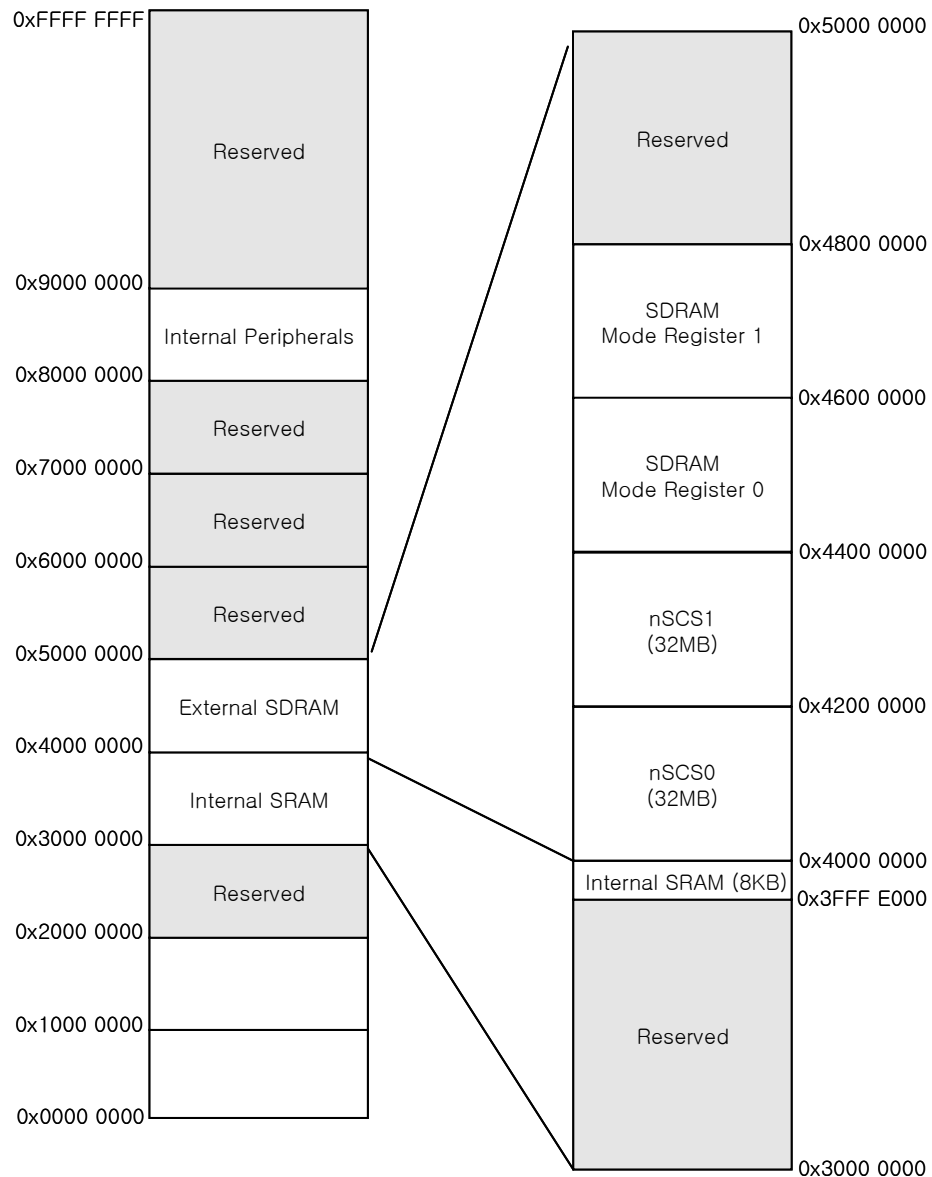 0xFFFF FFFF
Reserved
0x9000 0000
Internal Peripherals
0x8000 0000
Reserved
0x7000 0000
Reserved
0x6000 0000
Reserved
0x5000 0000
External SDRAM
0x4000 0000
Internal SRAM
0x3000 0000
Reserved
0x2000 0000
0x1000 0000
0x0000 0000
0x5000 0000
Reserved
0x4800 0000
SDRAM
Mode Register 1
0x4600 0000
SDRAM
Mode Register 0
0x4400 0000
nSCS1
(32MB)
0x4200 0000
nSCS0
(32MB)
0x4000 0000
Internal SRAM (8KB)
0x3FFF E000
Reserved
0x3000 0000